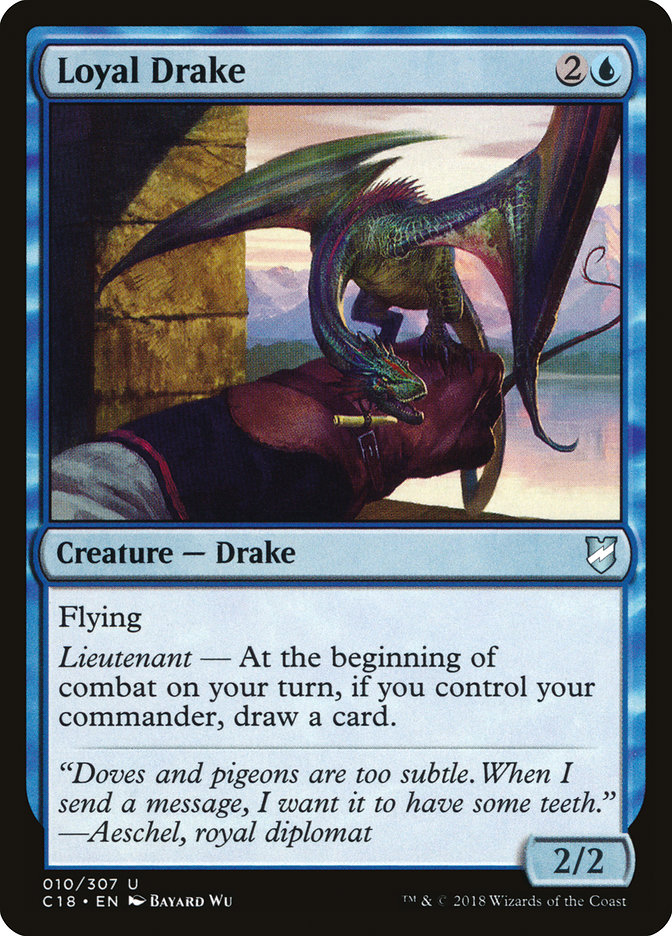 Loyal Drake 2
Creature — Drake
Flying
Lieutenant — At the beginning of
combat on your turn, if you control your
commander, draw a card.
“Doves and pigeons are too subtle. When I
send a message, I want it to have some teeth.”
—Aeschel, royal diplomat
2/2
010/307 U
C18 • EN Bayard Wu
™ & © 2018 Wizards of the Coast